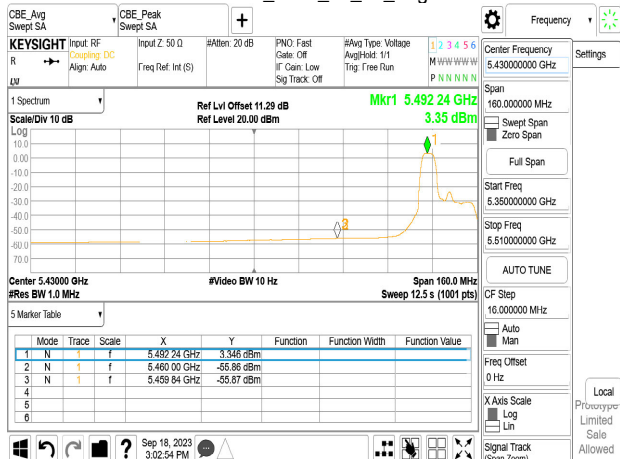 CBE_Avg
Swept SA
CBE_Peak
Swept SA
+
Frequency
KEYSIGHT
R
LXI
Input: RF
Coupling: DC
Align: Auto
Input Z: 50 Ω
Freq Ref: Int (S)
#Atten: 20 dB
PNO: Fast
Gate: Off
IF Gain: Low
Sig Track: Off
#Avg Type: Voltage
Avg|Hold: 1/1
Trig: Free Run
1 2 3 4 5 6
M W W W W W
P N N N N N
1 Spectrum
Scale/Div 10 dB
Log
Ref Lvl Offset 11.29 dB
Ref Level 20.00 dBm
Mkr1 5.492 24 GHz
3.35 dBm
10.0
0.00
-10.0
-20.0
-30.0
-40.0
-50.0
-60.0
-70.0
1
Center 5.43000 GHz
#Res BW 1.0 MHz
#Video BW 10 Hz
Span 160.0 MHz
Sweep 12.5 s (1001 pts)
5 Marker Table
Mode Trace Scale X Y Function Function Width Function Value
1 N 1 f 5.492 24 GHz 3.346 dBm
2 N 1 f 5.460 00 GHz -55.86 dBm
3 N 1 f 5.459 84 GHz -55.87 dBm
4
5
6
?
Sep 18, 2023
3:02:54 PM
Center Frequency
5.430000000 GHz
Span
160.000000 MHz
Swept Span
Zero Span
Full Span
Start Freq
5.350000000 GHz
Stop Freq
5.510000000 GHz
AUTO TUNE
CF Step
16.000000 MHz
Auto
Man
Freq Offset
0 Hz
X Axis Scale
Log
Lin
Signal Track
(Span Zoom)
Settings
Local
Prototype
Limited
Sale
Allowed